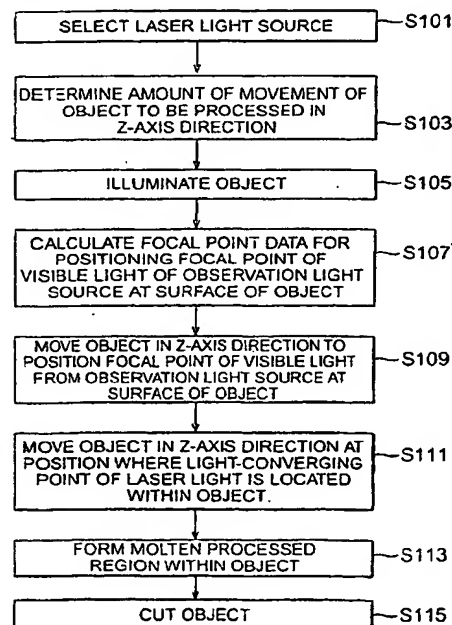 SELECT LASER LIGHT SOURCE
S101
DETERMINE AMOUNT OF MOVEMENT OF
OBJECT TO BE PROCESSED IN
Z-AXIS DIRECTION
S103
ILLUMINATE OBJECT
S105
CALCULATE FOCAL POINT DATA FOR
POSITIONING FOCAL POINT OF
VISIBLE LIGHT OF OBSERVATION LIGHT
SOURCE AT SURFACE OF OBJECT
S107
MOVE OBJECT IN Z-AXIS DIRECTION TO
POSITION FOCAL POINT OF VISIBLE LIGHT
FROM OBSERVATION LIGHT SOURCE AT
SURFACE OF OBJECT
S109
MOVE OBJECT IN Z-AXIS DIRECTION AT
POSITION WHERE LIGHT-CONVERGING
POINT OF LASER LIGHT IS LOCATED
WITHIN OBJECT.
S111
FORM MOLTEN PROCESSED
REGION WITHIN OBJECT
S113
CUT OBJECT
S115